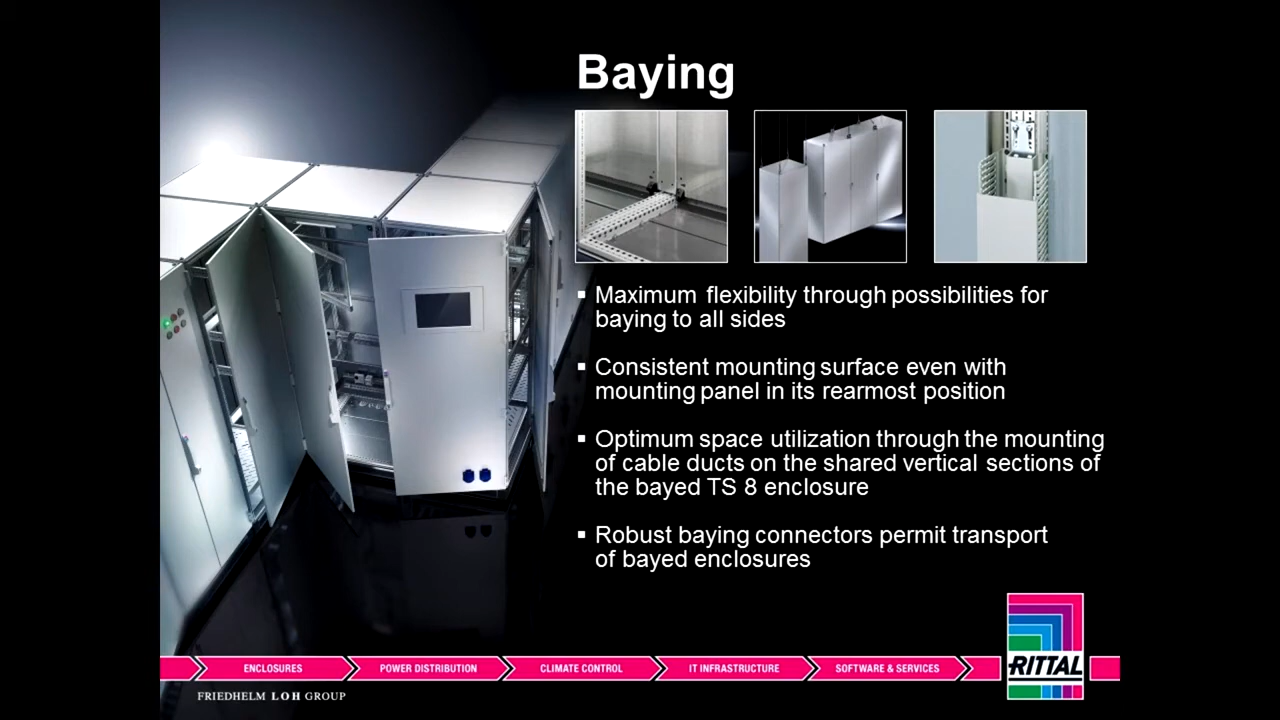 Baying
▪ Maximum flexibility through possibilities for
baying to all sides
▪ Consistent mounting surface even with
mounting panel in its rearmost position
▪ Optimum space utilization through the mounting
of cable ducts on the shared vertical sections of
the bayed TS 8 enclosure
▪ Robust baying connectors permit transport
of bayed enclosures
ENCLOSURES
POWER DISTRIBUTION
CLIMATE CONTROL
IT INFRASTRUCTURE
SOFTWARE & SERVICES
RITTAL
FRIEDHELM LOH GROUP